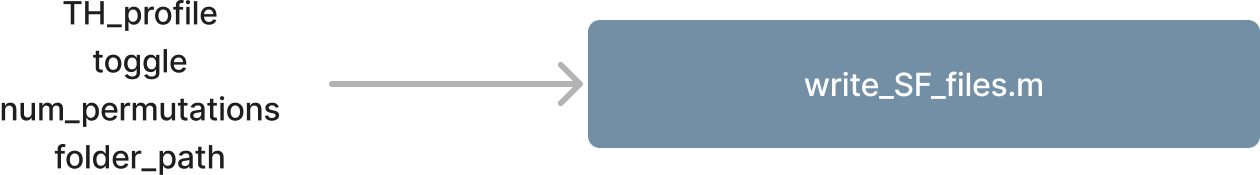 TH_profile
toggle
num_permutations
folder_path
write_SF_files.m